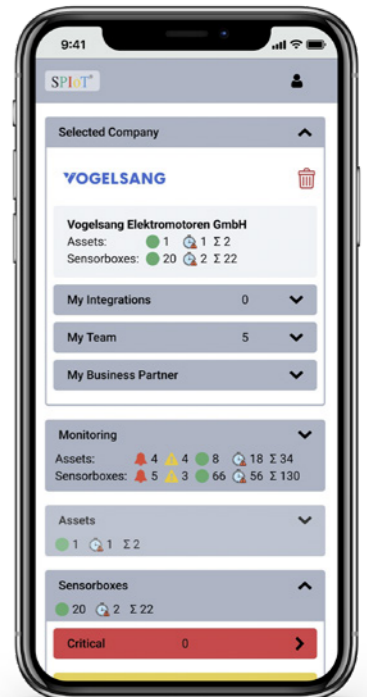 9:41
SPIoT®
Selected Company
VOGELSANG
Vogelsang Elektromotoren GmbH
Assets: 1 1 Σ 2
Sensorboxes: 20 2 Σ 22
My Integrations 0
My Team 5
My Business Partner
Monitoring
Assets: 4 4 8 18 Σ 34
Sensorboxes: 5 3 66 56 Σ 130
Assets
1 1 Σ 2
Sensorboxes
20 2 Σ 22
Critical 0